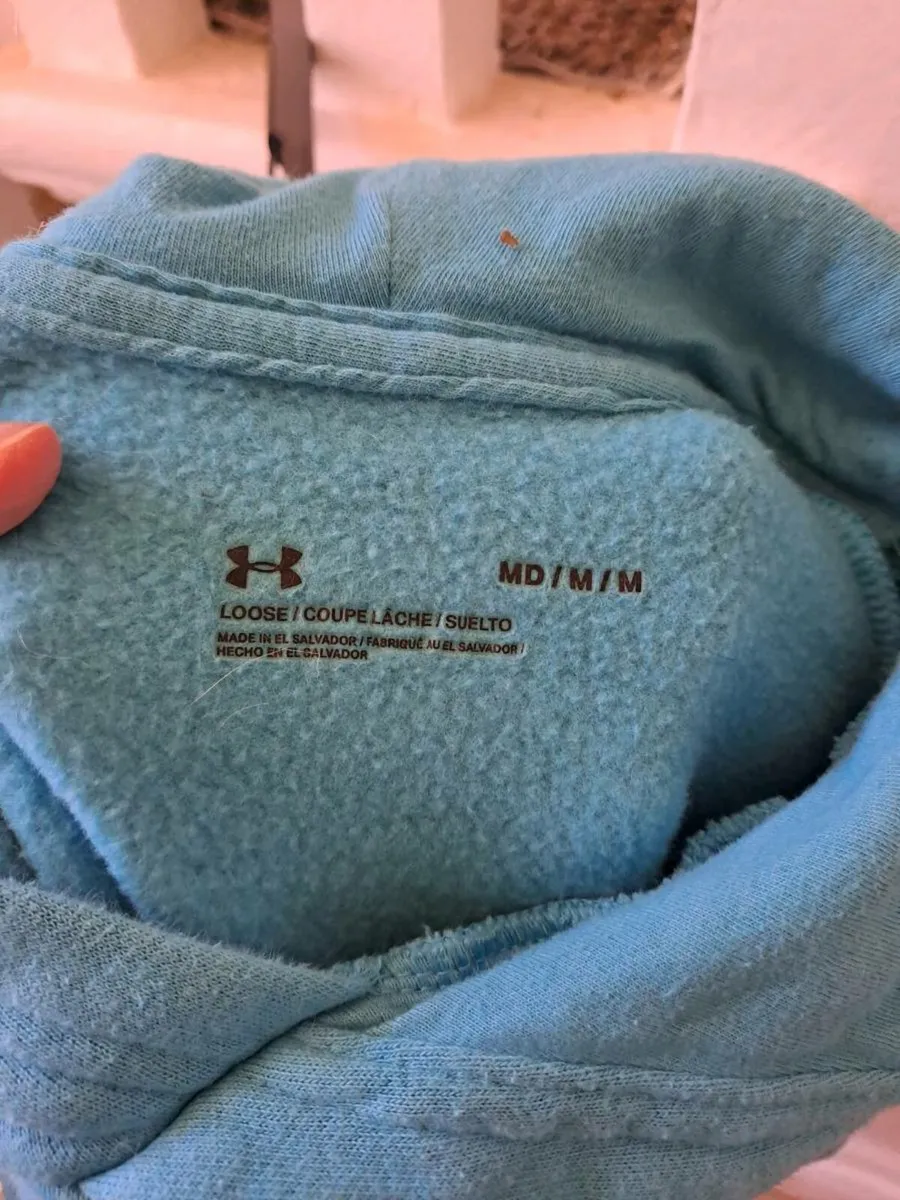 MD / M / M
LOOSE / COUPE LÂCHE / SUELTO
MADE IN EL SALVADOR / FABRIQUÉ AU EL SALVADOR /
HECHO EN EL SALVADOR